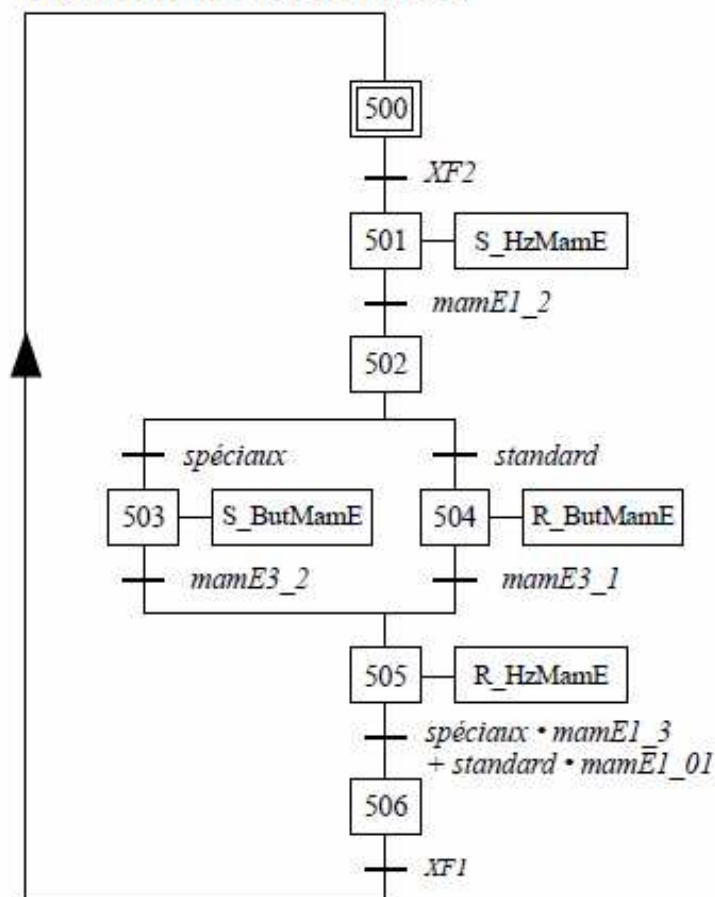 500
XF2
501 S_HzMamE
mamE1_2
502
spéciaux standard
503 S_ButMamE 504 R_ButMamE
mamE3_2 mamE3_1
505 R_HzMamE
spéciaux • mamE1_3
+ standard • mamE1_01
506
XF1